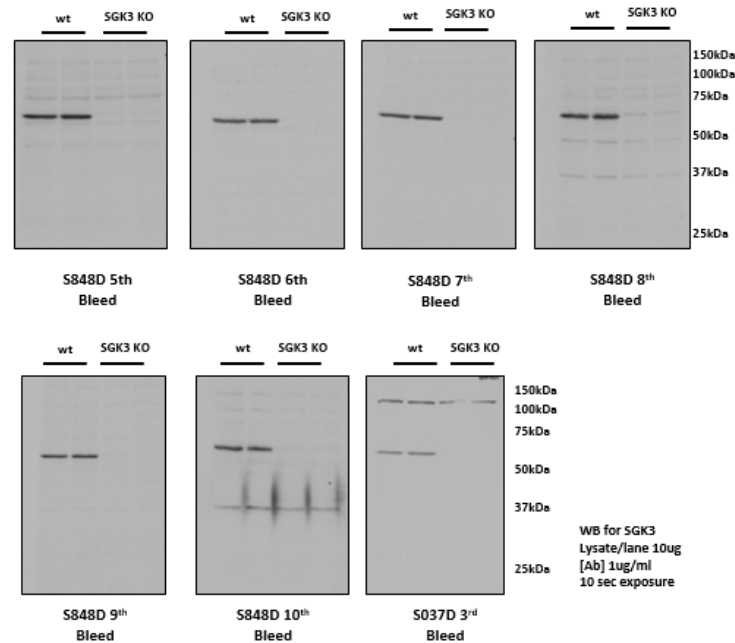 wt SGK3 KO wt SGK3 KO wt SGK3 KO wt SGK3 KO
150kDa
100kDa
75kDa
50kDa
37kDa
25kDa
S848D 5th
Bleed
S848D 6th
Bleed
S848D 7th
Bleed
S848D 8th
Bleed
wt SGK3 KO wt SGK3 KO wt SGK3 KO
150kDa
100kDa
75kDa
50kDa
37kDa
25kDa
WB for SGK3
Lysate/lane 10ug
[Ab] 1ug/ml
10 sec exposure
S848D 9th
Bleed
S848D 10th
Bleed
S037D 3rd
Bleed